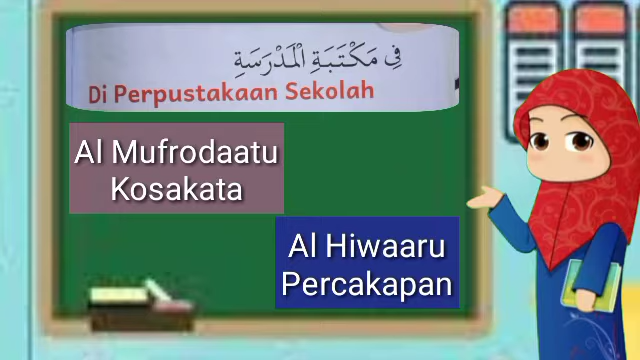 فِي مَكْتَبَةِ الْمَدْرَسَةِ
Di Perpustakaan Sekolah
Al Mufrodaatu
Kosakata
Al Hiwaaru
Percakapan